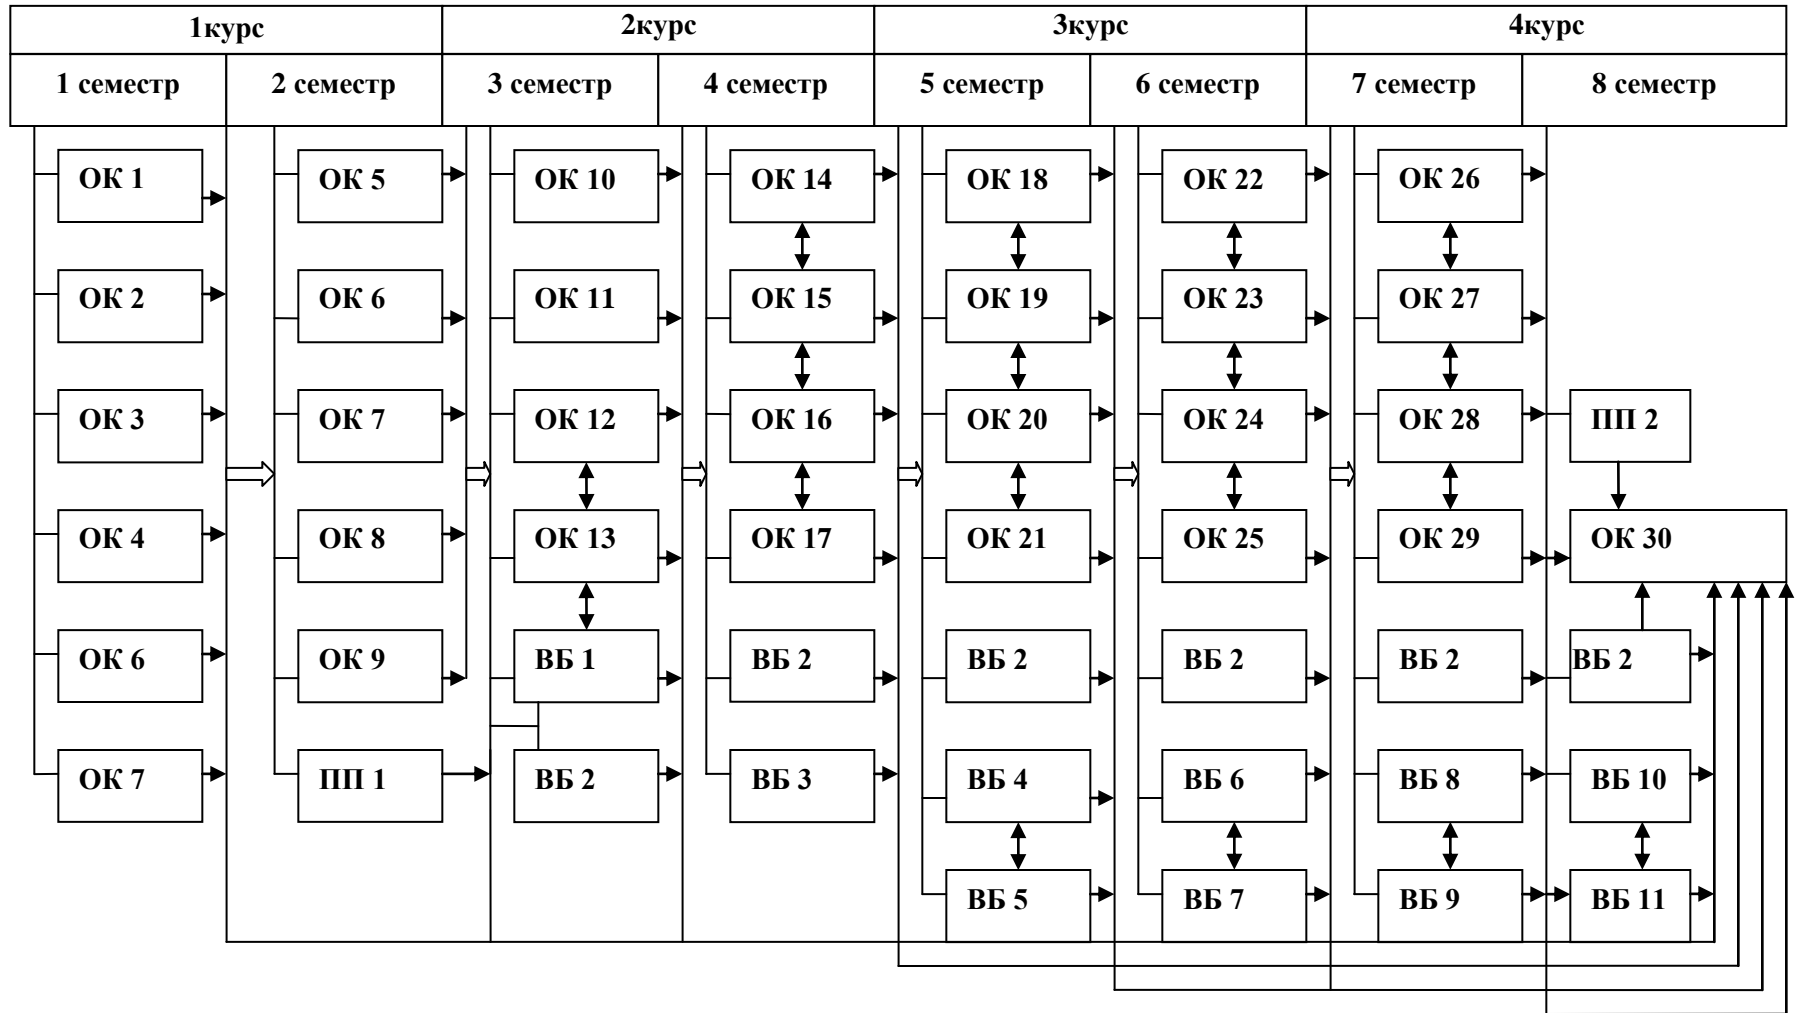 1курс 2курс 3курс 4курс
1 семестр 2 семестр 3 семестр 4 семестр 5 семестр 6 семестр 7 семестр 8 семестр
ОК 1 ОК 5 ОК 10 ОК 14 ОК 18 ОК 22 ОК 26
ОК 2 ОК 6 ОК 11 ОК 15 ОК 19 ОК 23 ОК 27
ОК 3 ОК 7 ОК 12 ОК 16 ОК 20 ОК 24 ОК 28 ПП 2
ОК 4 ОК 8 ОК 13 ОК 17 ОК 21 ОК 25 ОК 29 ОК 30
ОК 6 ОК 9 ВБ 1 ВБ 2 ВБ 2 ВБ 2 ВБ 2 ВБ 2
ОК 7 ПП 1 ВБ 2 ВБ 3 ВБ 4 ВБ 6 ВБ 8 ВБ 10
ВБ 5 ВБ 7 ВБ 9 ВБ 11